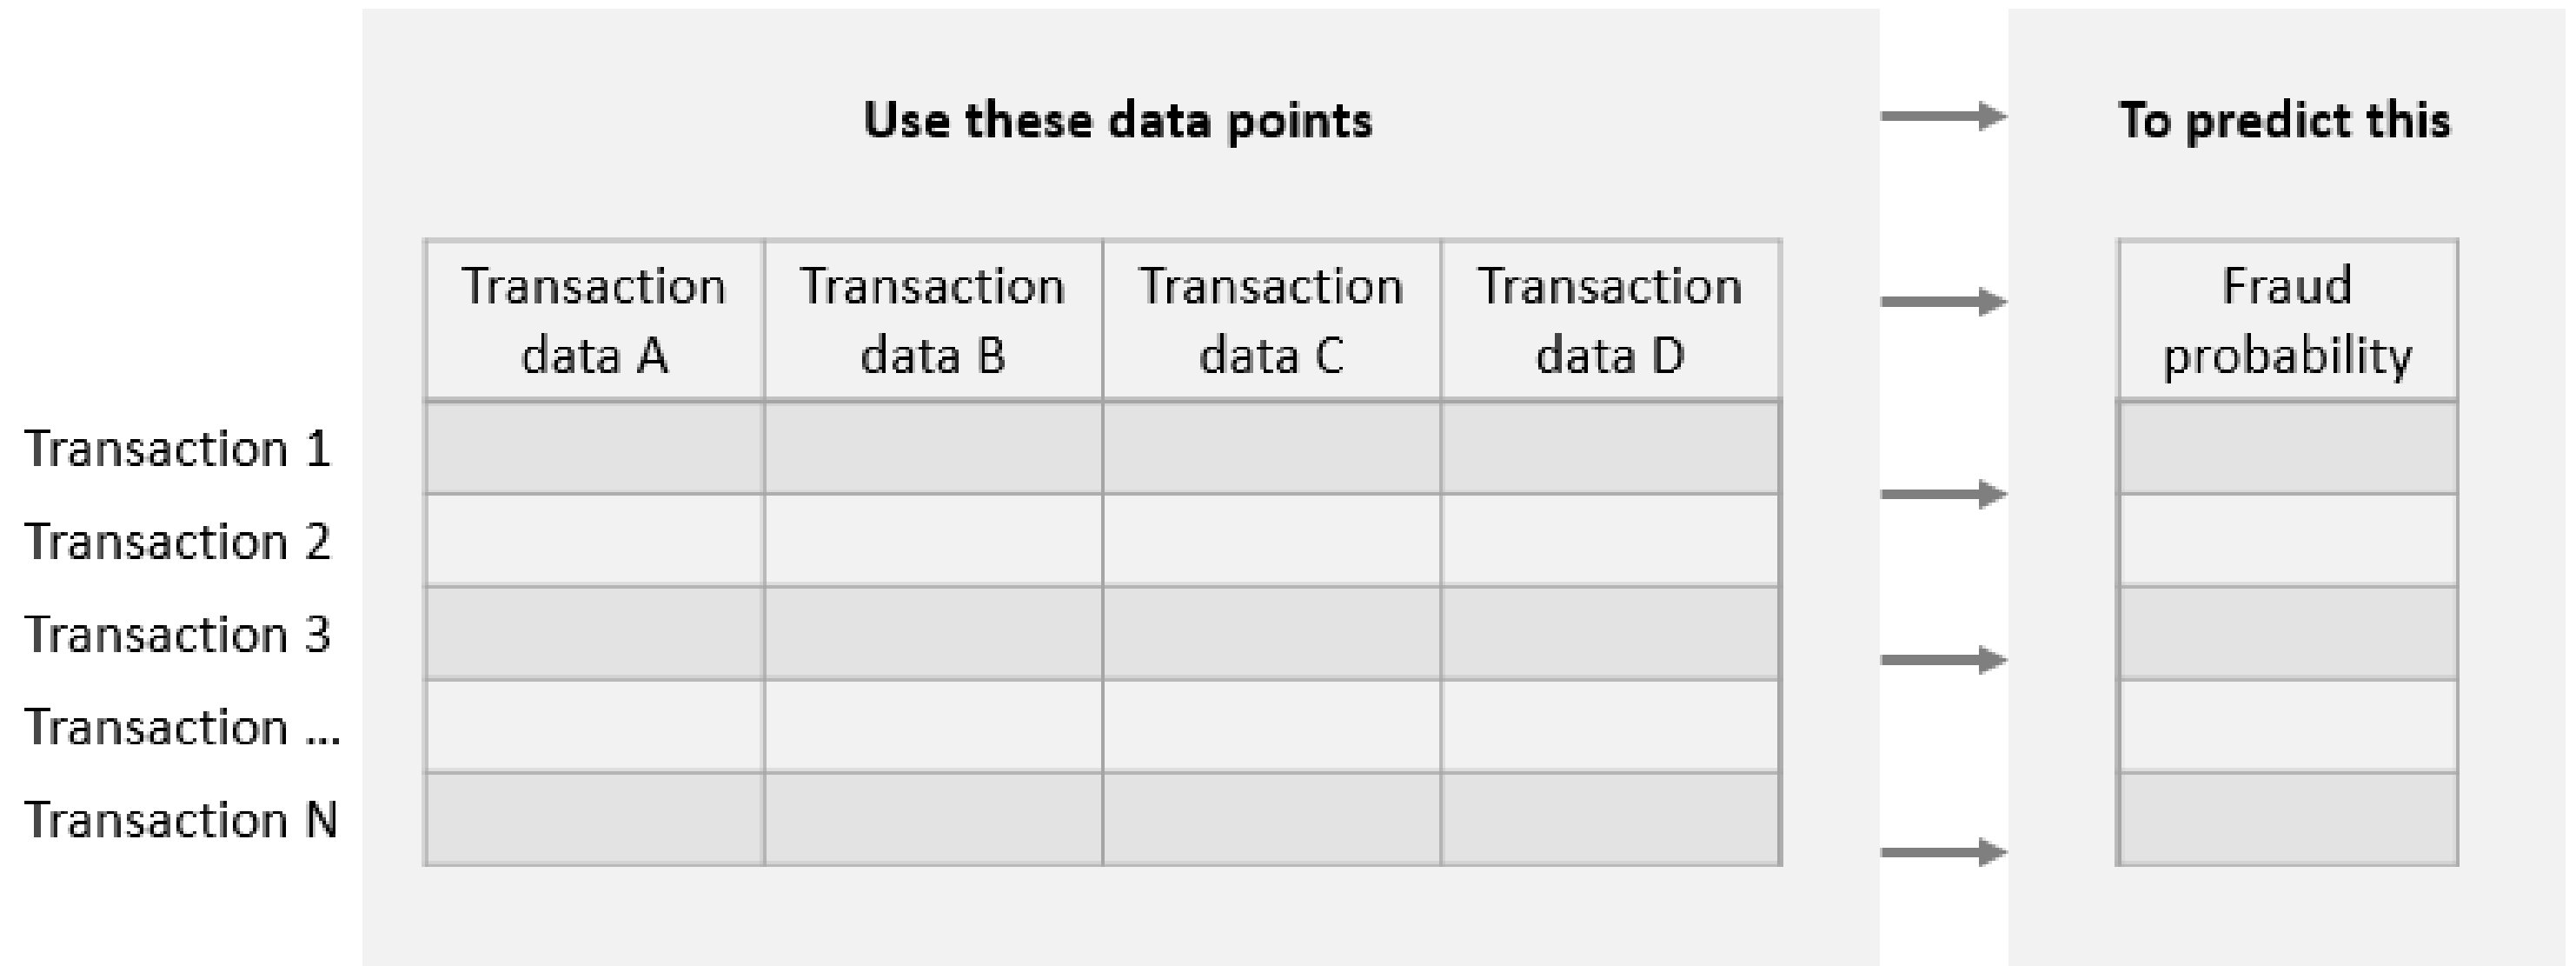 Use these data points
To predict this
Transaction data A
Transaction data B
Transaction data C
Transaction data D
Fraud probability
Transaction 1
Transaction 2
Transaction 3
Transaction ...
Transaction N